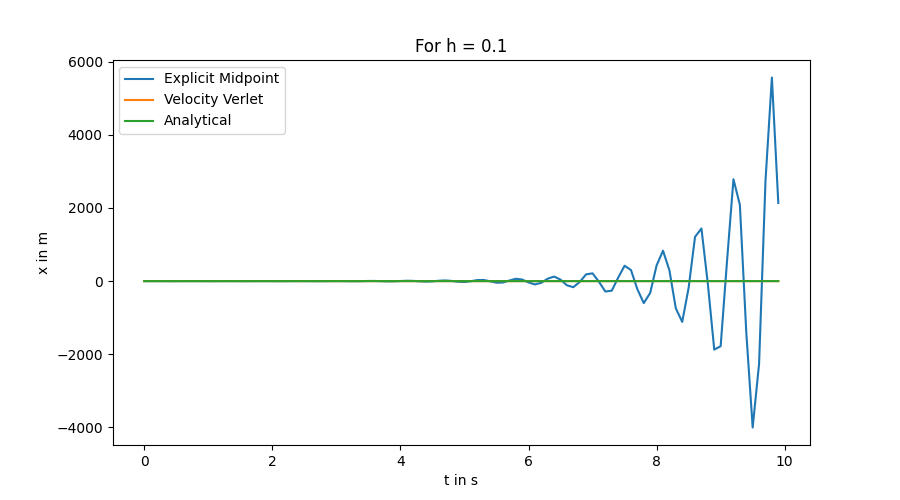 For h = 0.1
Explicit Midpoint
Velocity Verlet
Analytical
6000
4000
2000
0
−2000
−4000
x in m
0 2 4 6 8 10
t in s